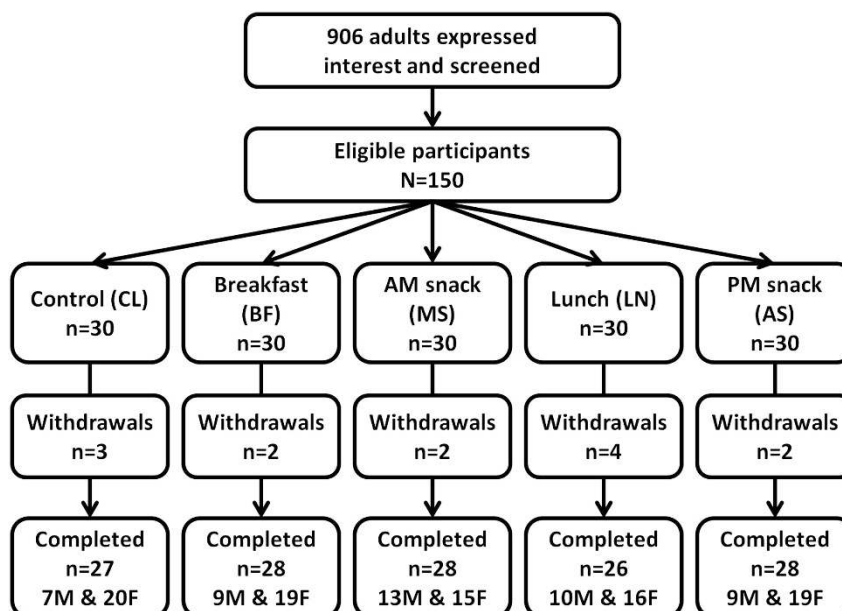 906 adults expressed
interest and screened
Eligible participants
N=150
Control (CL)
n=30
Breakfast
(BF)
n=30
AM snack
(MS)
n=30
Lunch (LN)
n=30
PM snack
(AS)
n=30
Withdrawals
n=3
Withdrawals
n=2
Withdrawals
n=2
Withdrawals
n=4
Withdrawals
n=2
Completed
n=27
7M & 20F
Completed
n=28
9M & 19F
Completed
n=28
13M & 15F
Completed
n=26
10M & 16F
Completed
n=28
9M & 19F